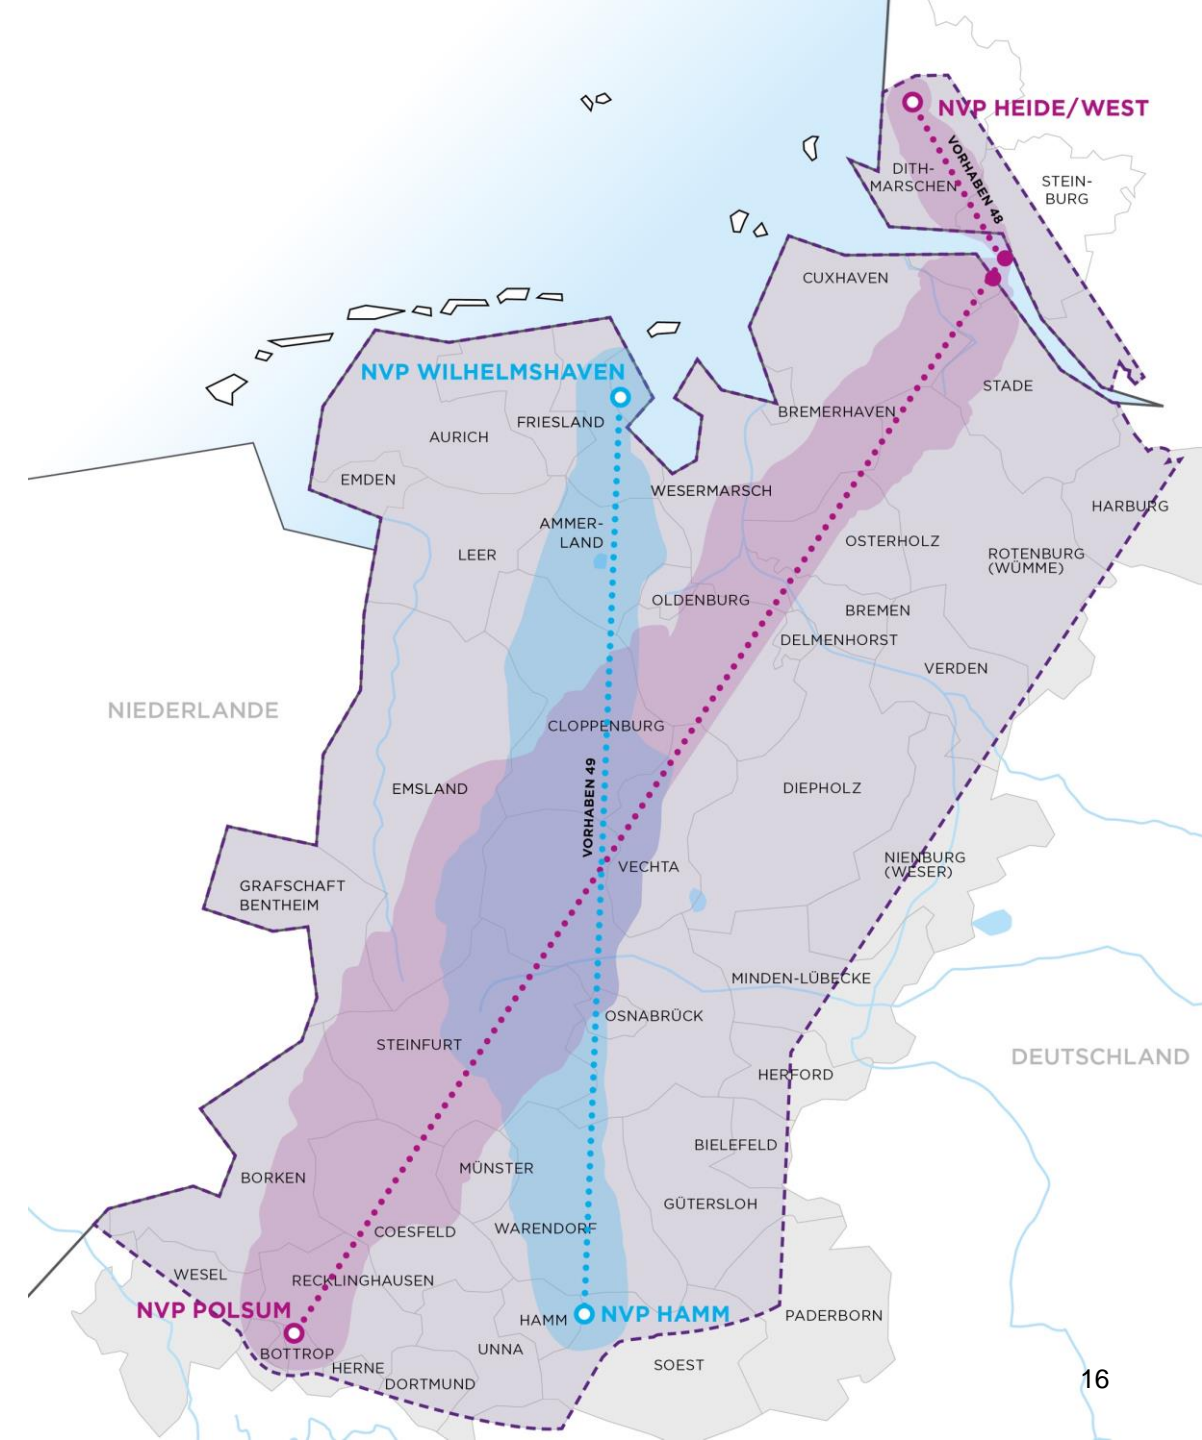 NVP HEIDE/WEST
VORHABEN 48
DITH-
MARSCHEN
STEIN-
BURG
CUXHAVEN
NVP WILHELMSHAVEN
STADE
BREMERHAVEN
FRIESLAND
AURICH
EMDEN
WESERMARSCH
HARBURG
AMMER-
LAND
OSTERHOLZ
LEER
ROTENBURG
(WÜMME)
OLDENBURG
BREMEN
DELMENHORST
VERDEN
NIEDERLANDE
CLOPPENBURG
VORHABEN 49
EMSLAND
DIEPHOLZ
VECHTA
NIENBURG
(WESER)
GRAFSCHAFT
BENTHEIM
MINDEN-LÜBECKE
OSNABRÜCK
STEINFURT
DEUTSCHLAND
HERFORD
BIELEFELD
MÜNSTER
BORKEN
GÜTERSLOH
WARENDORF
COESFELD
WESEL
RECKLINGHAUSEN
NVP POLSUM
NVP HAMM
HAMM
PADERBORN
UNNA
BOTTROP
SOEST
HERNE
DORTMUND
16